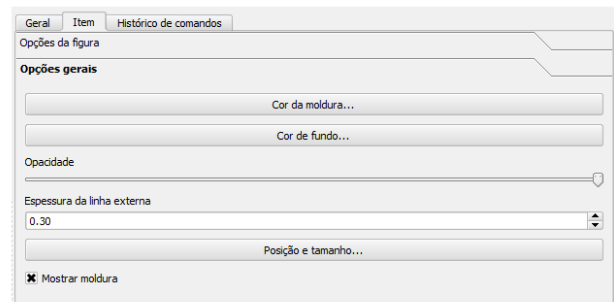 Geral Item Histórico de comandos
Opções da figura
Opções gerais
Cor da moldura...
Cor de fundo...
Opacidade
Espessura da linha externa
0.30
Posição e tamanho...
Mostrar moldura